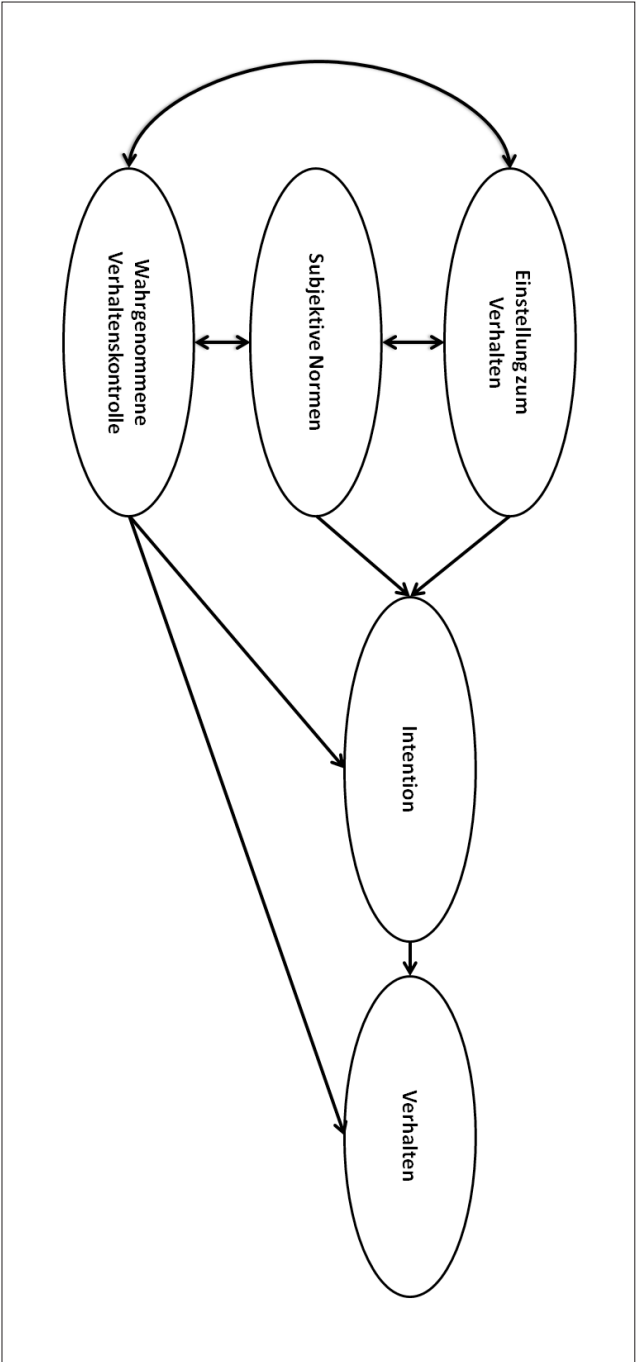 Einstellung zum
Verhalten
Subjektive Normen
Wahrgenommene
Verhaltenskontrolle
Intention
Verhalten